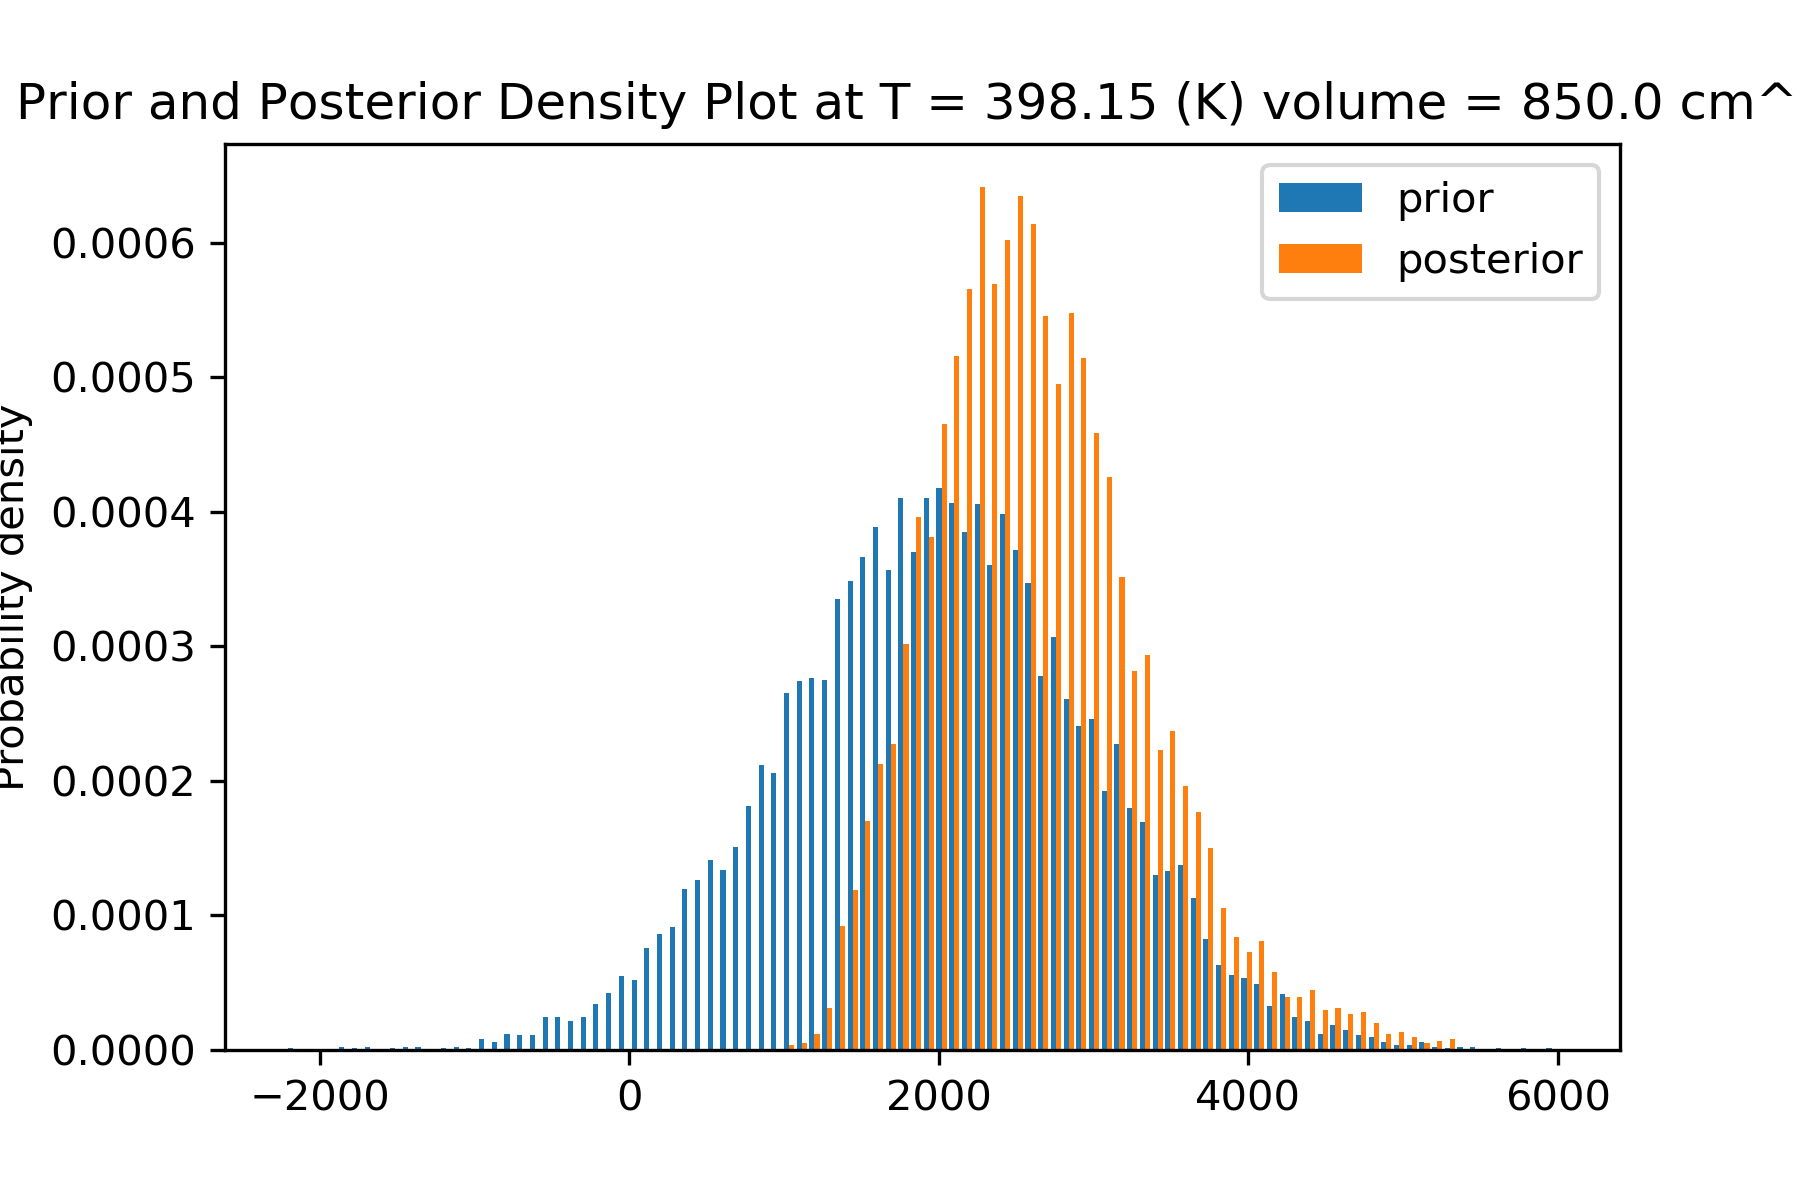 Prior and Posterior Density Plot at T = 398.15 (K) volume = 850.0 cm^
prior
posterior
Probability density
0.0006
0.0005
0.0004
0.0003
0.0002
0.0001
0.0000
−2000 0 2000 4000 6000